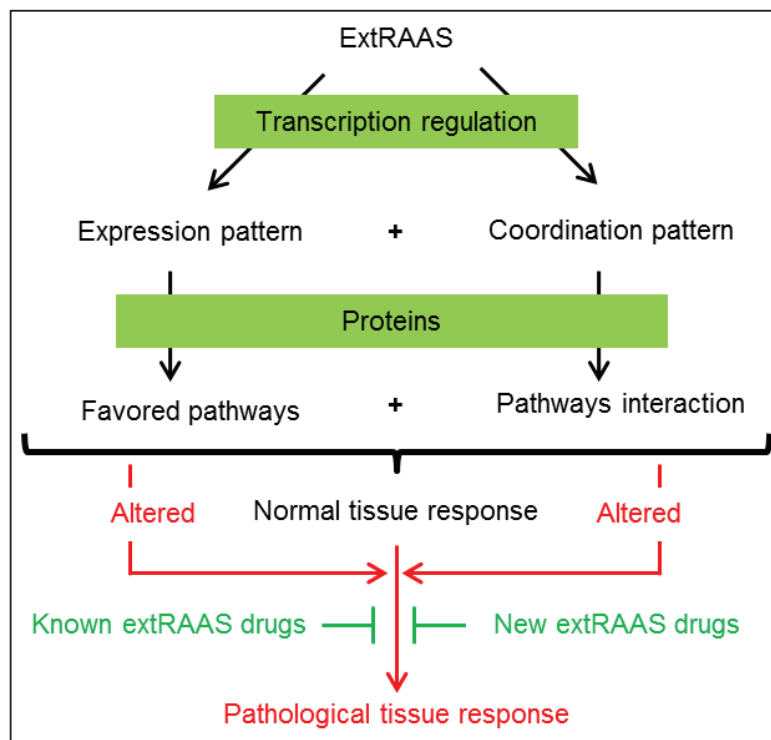 ExtRAAS
Transcription regulation
Expression pattern + Coordination pattern
Proteins
Favored pathways + Pathways interaction
Altered Normal tissue response Altered
Known extRAAS drugs New extRAAS drugs
Pathological tissue response